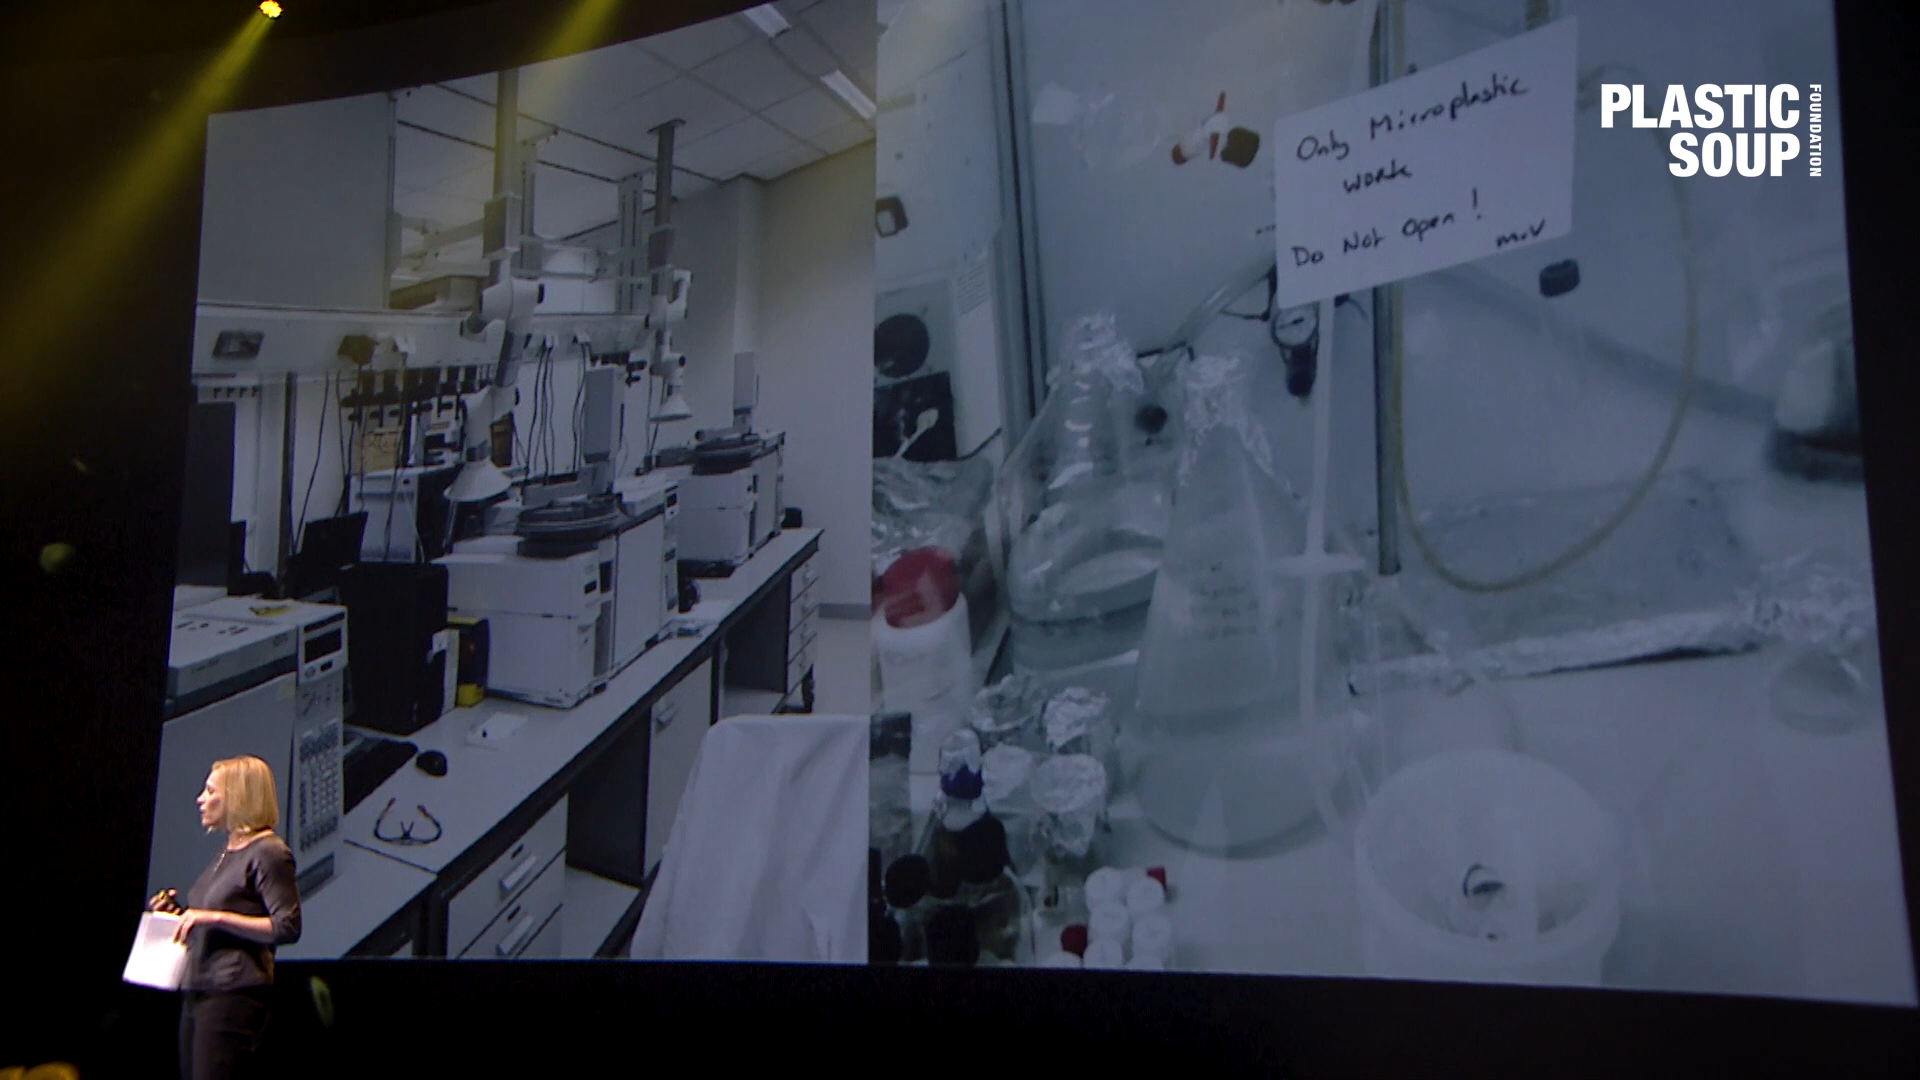 Only Microplastic
work
Do Not Open !
M.V
PLASTIC
SOUP
FOUNDATION